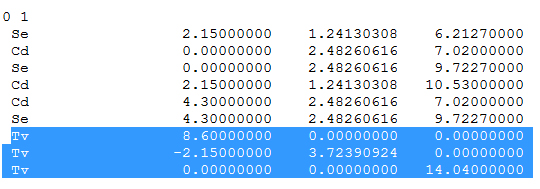 0 1
Se 2.15000000 1.24130308 6.21270000
Cd 0.00000000 2.48260616 7.02000000
Se 0.00000000 2.48260616 9.72270000
Cd 2.15000000 1.24130308 10.53000000
Cd 4.30000000 2.48260616 7.02000000
Se 4.30000000 2.48260616 9.72270000
Tv 8.60000000 0.00000000 0.00000000
Tv -2.15000000 3.72390924 0.00000000
Tv 0.00000000 0.00000000 14.04000000